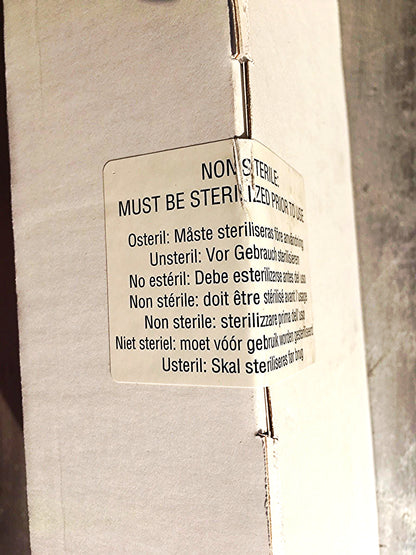 NON STERILE:
MUST BE STERILIZED PRIOR TO USE
Osteril: Måste steriliseras före användning
Unsteril: Vor Gebrauch sterilisieren
No estéril: Debe esterilizarse antes del uso
Non stérile: doit être stérilisé avant l'usage
Non sterile: sterilizzare prima dell uso
Niet steriel: moet vóór gebruik worden gesteriliseerd
Usteril: Skal steriliseres før brug